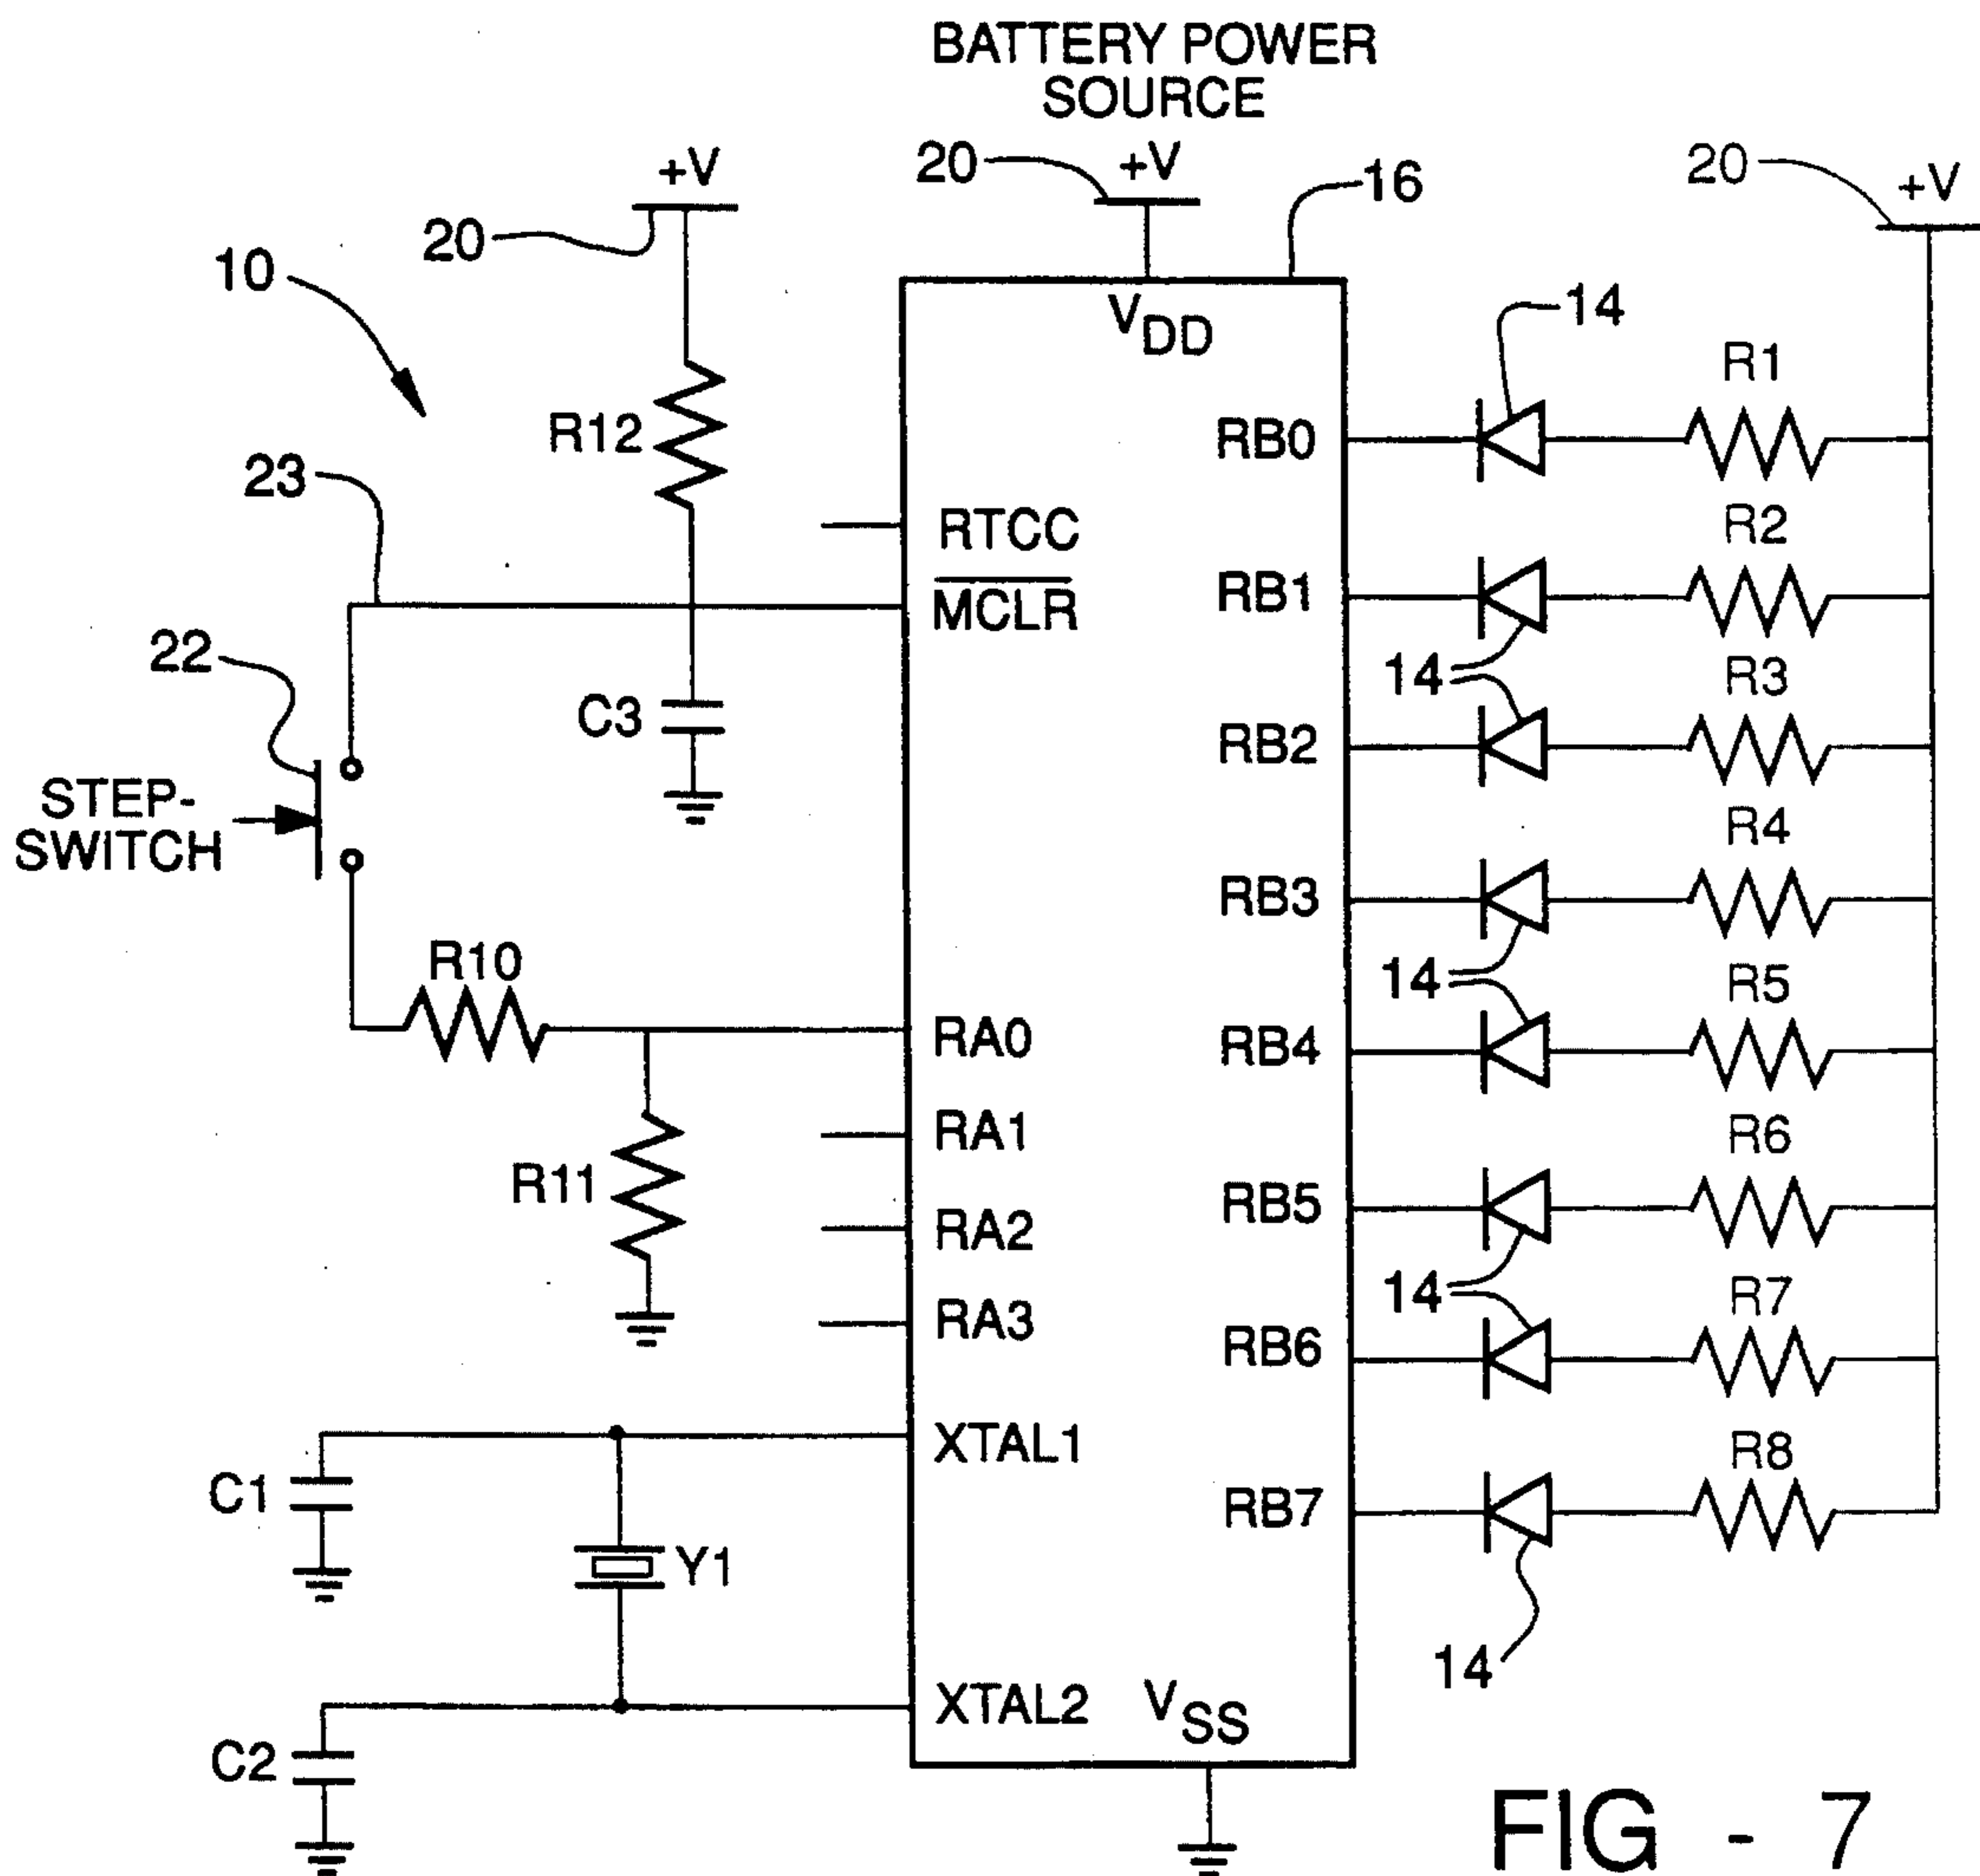 BATTERY POWER
SOURCE
+V
20
+V
20
16
+V
20
10
V_DD
14
R12
RB0
R1
23
RTCC
MCLR
RB1
R2
14
22
C3
RB2
R3
STEP-
SWITCH
RB3
R4
14
R10
RA0
RB4
R5
RA1
R11
RB5
R6
RA2
14
RA3
RB6
R7
XTAL1
C1
RB7
R8
Y1
14
XTAL2
V_SS
C2
FIG - 7